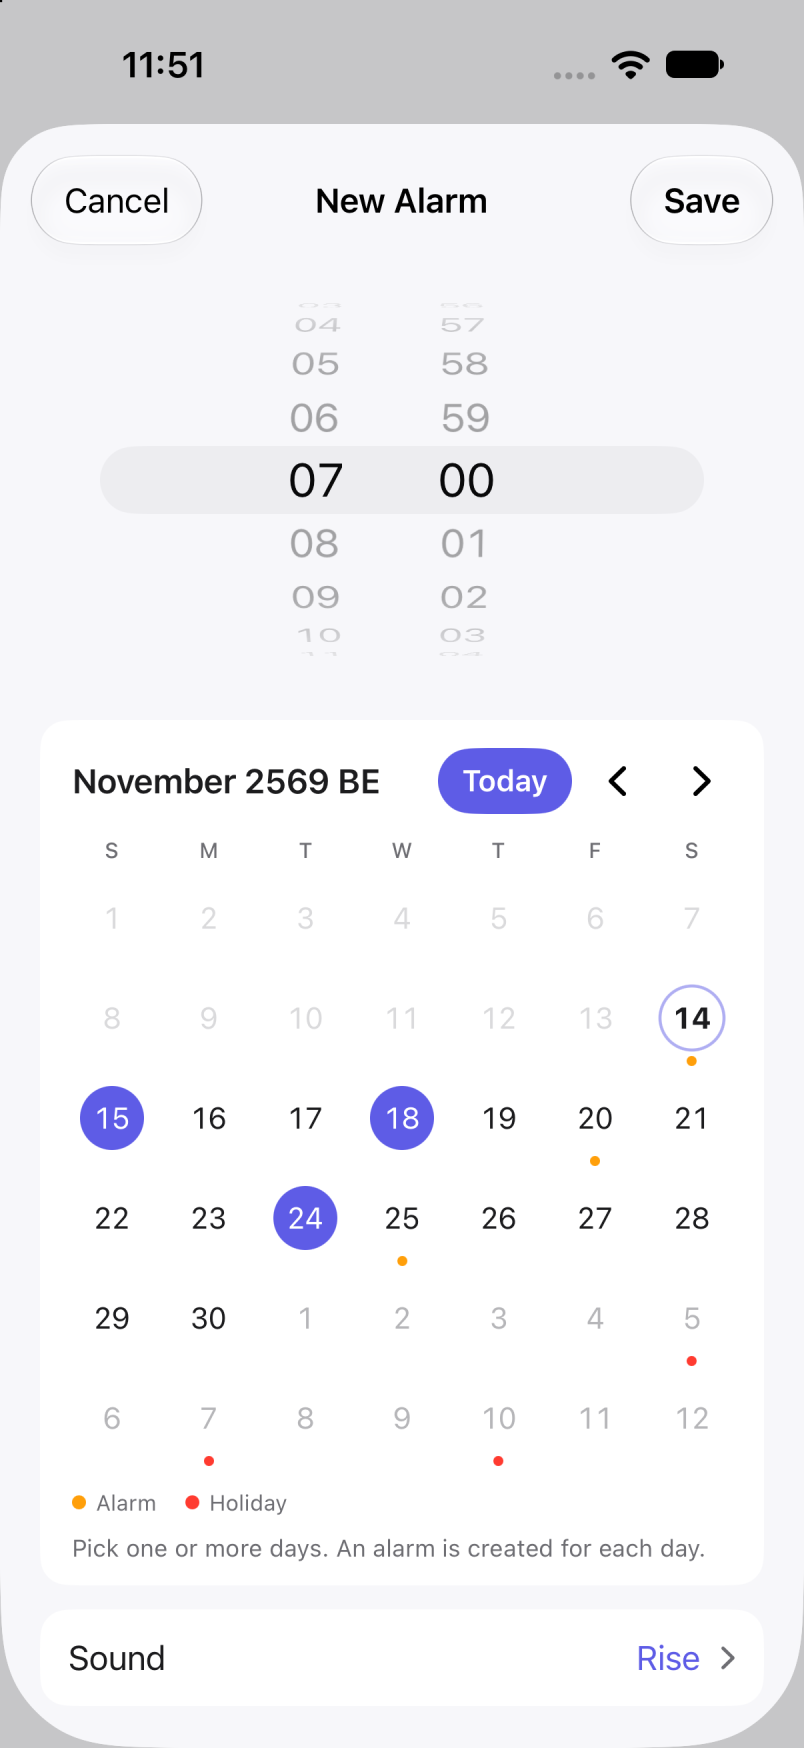 11:51
Cancel New Alarm Save
03 56
04 57
05 58
06 59
07 00
08 01
09 02
10 03
11 04
November 2569 BE Today
S M T W T F S
1 2 3 4 5 6 7
8 9 10 11 12 13 14
15 16 17 18 19 20 21
22 23 24 25 26 27 28
29 30 1 2 3 4 5
6 7 8 9 10 11 12
Alarm Holiday
Pick one or more days. An alarm is created for each day.
Sound Rise